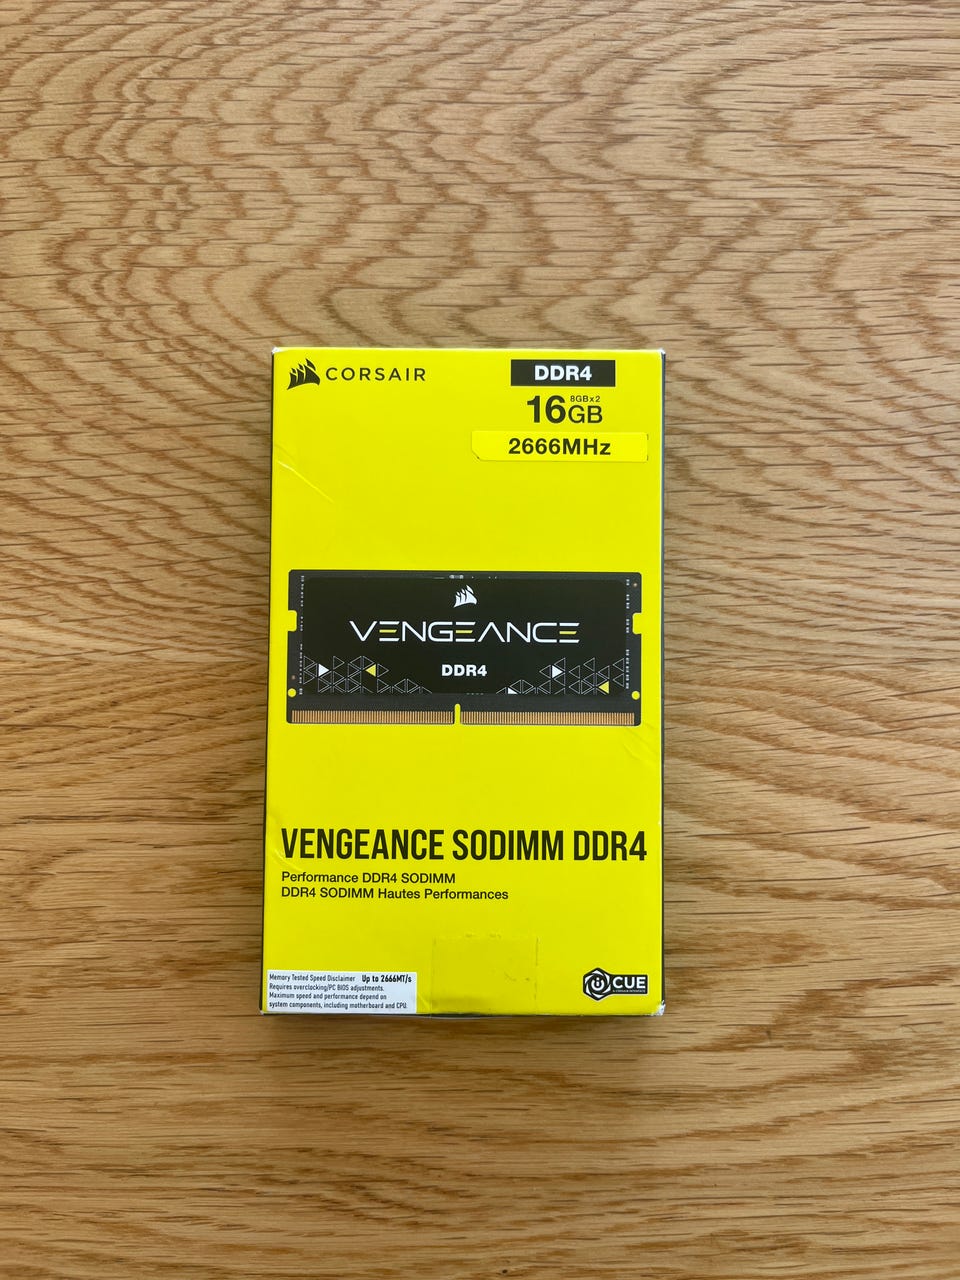 CORSAIR
DDR4
16GB 8GBx2
2666MHz
VENGEANCE
DDR4
VENGEANCE SODIMM DDR4
Performance DDR4 SODIMM
DDR4 SODIMM Hautes Performances
Memory Tested Speed Disclaimer Up to 2666MT/s
Requires overclocking/PC BIOS adjustments.
Maximum speed and performance depend on
system components, including motherboard and CPU.
iCUE